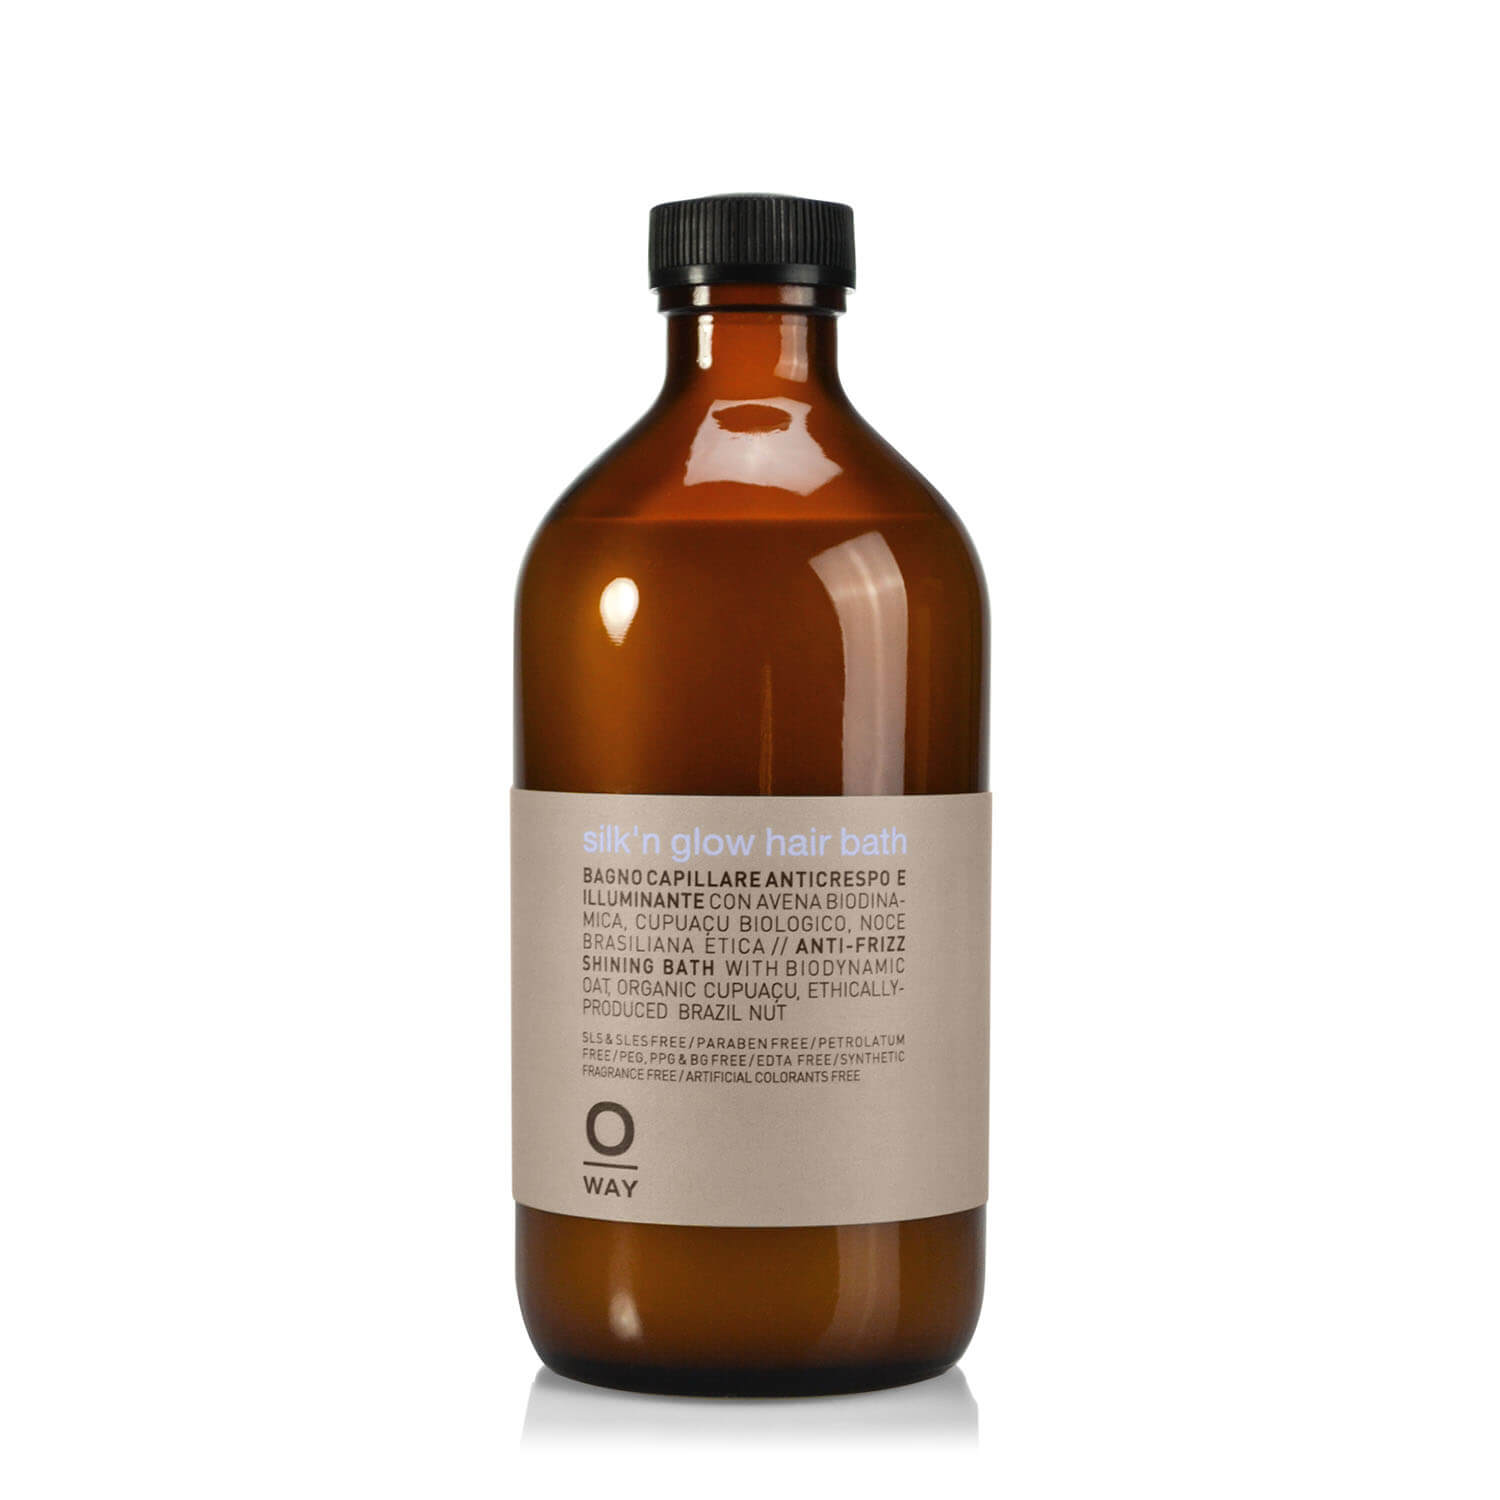 silk'n glow hair bath
BAGNO CAPILLARE ANTICRESPO E
ILLUMINANTE CON AVENA BIODINA-
MICA, CUPUAÇU BIOLOGICO, NOCE
BRASILIANA ETICA // ANTI-FRIZZ
SHINING BATH WITH BIODYNAMIC
OAT, ORGANIC CUPUAÇU, ETHICALLY-
PRODUCED BRAZIL NUT
SLS & SLES FREE / PARABEN FREE / PETROLATUM
FREE / PEG, PPG & BG FREE / EDTA FREE / SYNTHETIC
FRAGRANCE FREE / ARTIFICIAL COLORANTS FREE
O
WAY